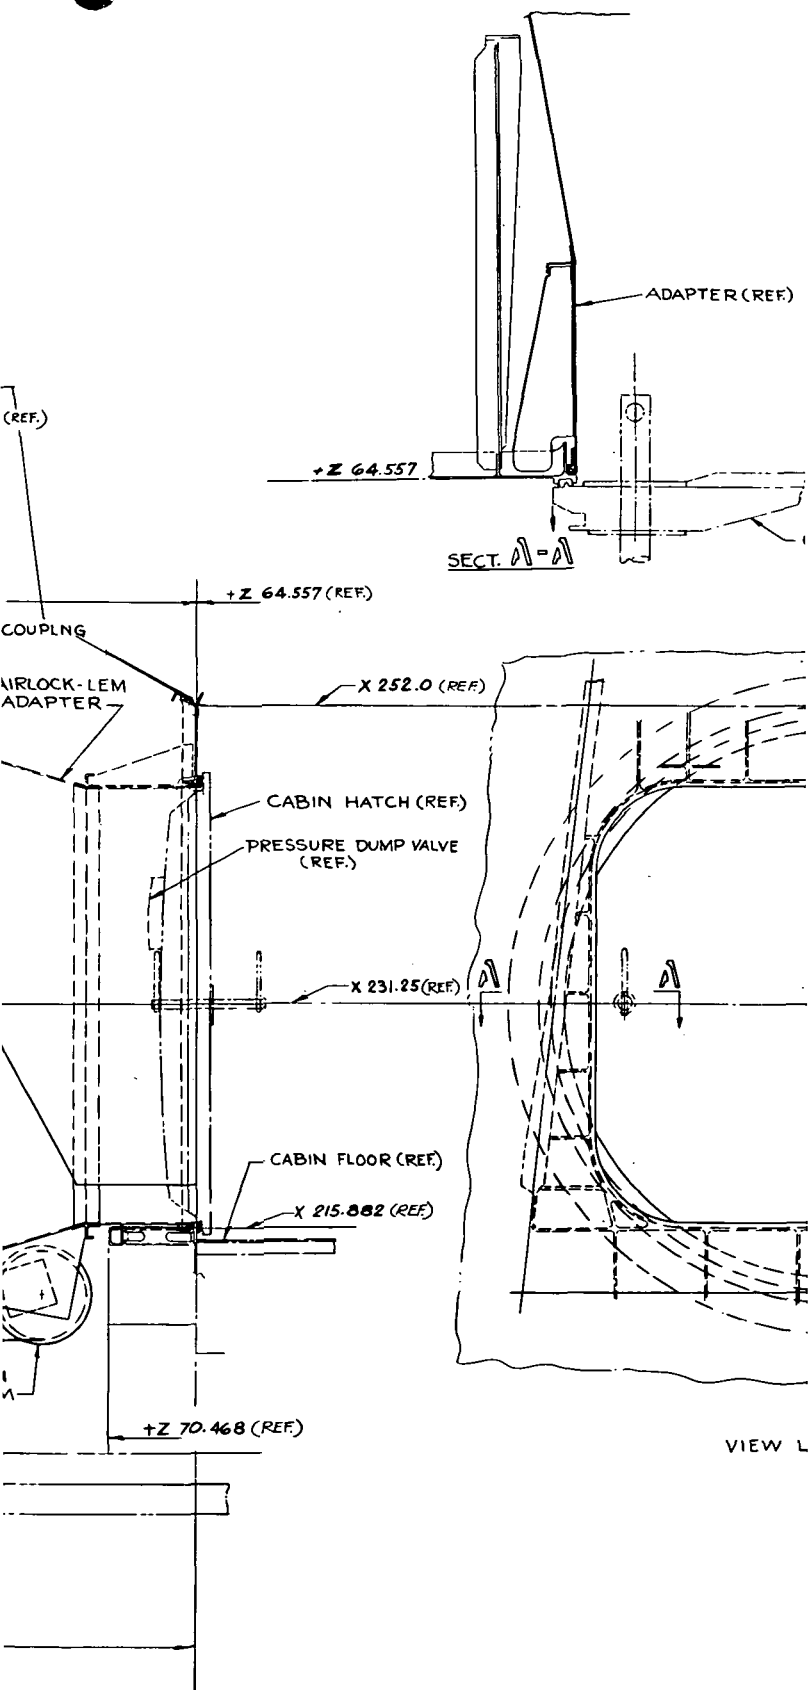 ADAPTER (REF.)
(REF.)
+Z 64.557
SECT. A-A
+Z 64.557 (REF.)
COUPLNG
AIRLOCK-LEM
ADAPTER
X 252.0 (REF.)
CABIN HATCH (REF.)
PRESSURE DUMP VALVE
(REF.)
X 231.25 (REF.)
A A
CABIN FLOOR (REF.)
X 215.882 (REF.)
+Z 70.468 (REF.)
VIEW L